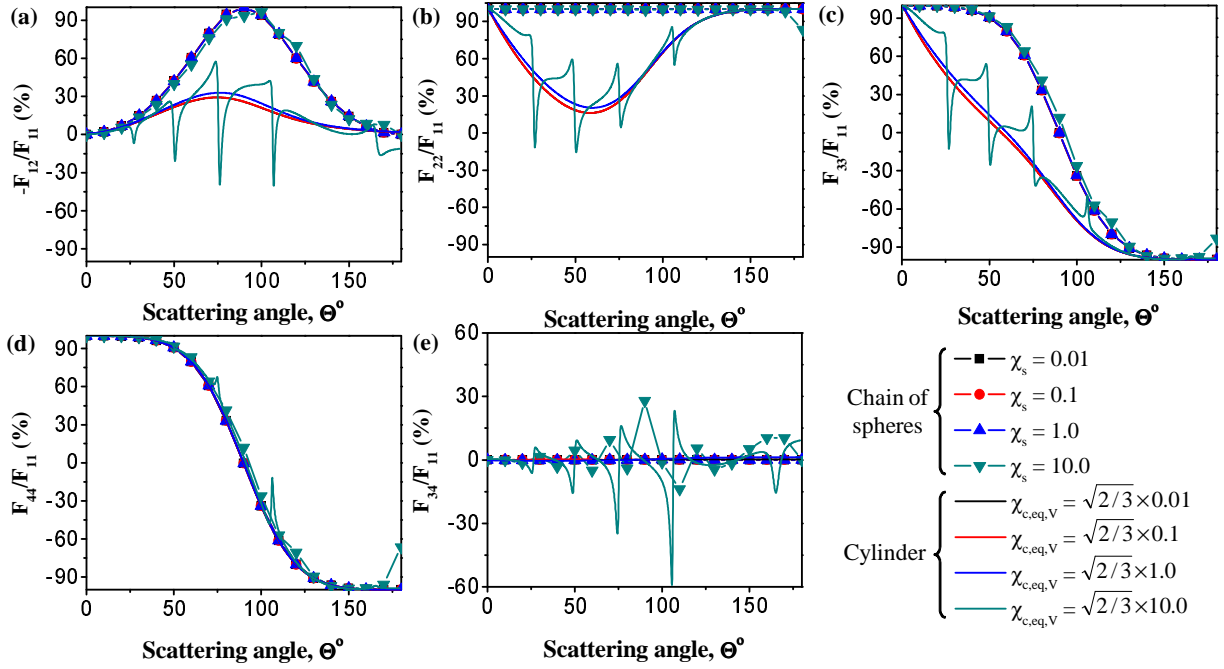 (a)
-F12/F11 (%)
90
60
30
0
-30
-60
-90
0 50 100 150
Scattering angle, Θ°
(b)
F22/F11 (%)
90
60
30
0
-30
-60
-90
0 50 100 150
Scattering angle, Θ°
(c)
F33/F11 (%)
90
60
30
0
-30
-60
-90
0 50 100 150
Scattering angle, Θ°
(d)
F44/F11 (%)
90
60
30
0
-30
-60
-90
0 50 100 150
Scattering angle, Θ°
(e)
F34/F11 (%)
60
30
0
-30
-60
0 50 100 150
Scattering angle, Θ°
Chain of
spheres
χs = 0.01
χs = 0.1
χs = 1.0
χs = 10.0
Cylinder
χc,eq,V = √2/3×0.01
χc,eq,V = √2/3×0.1
χc,eq,V = √2/3×1.0
χc,eq,V = √2/3×10.0